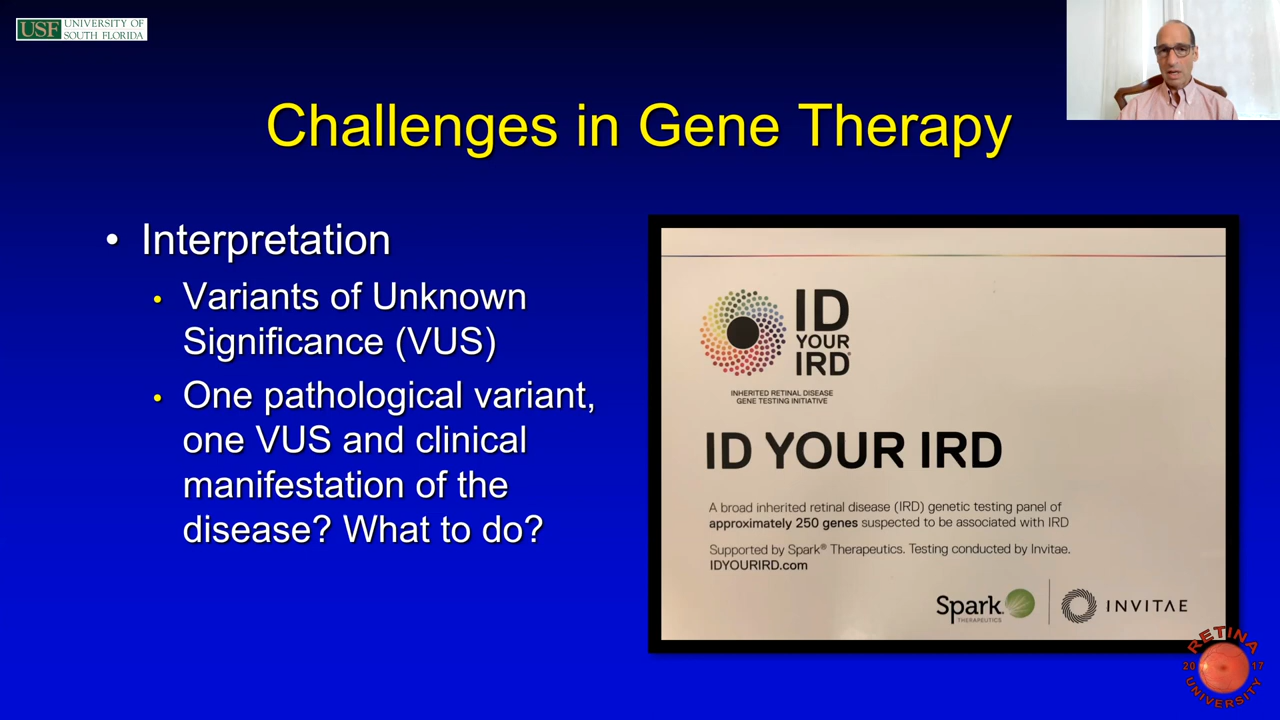 USF UNIVERSITY OF
SOUTH FLORIDA
Challenges in Gene Therapy
• Interpretation
• Variants of Unknown
Significance (VUS)
• One pathological variant,
one VUS and clinical
manifestation of the
disease? What to do?
ID
YOUR
IRD
INHERITED RETINAL DISEASE
GENE TESTING INITIATIVE
ID YOUR IRD
A broad inherited retinal disease (IRD) genetic testing panel of
approximately 250 genes suspected to be associated with IRD
Supported by Spark® Therapeutics. Testing conducted by Invitae.
IDYOURIRD.com
Spark
THERAPEUTICS
INVITAE
RETINA
20 17
UNIVERSITY